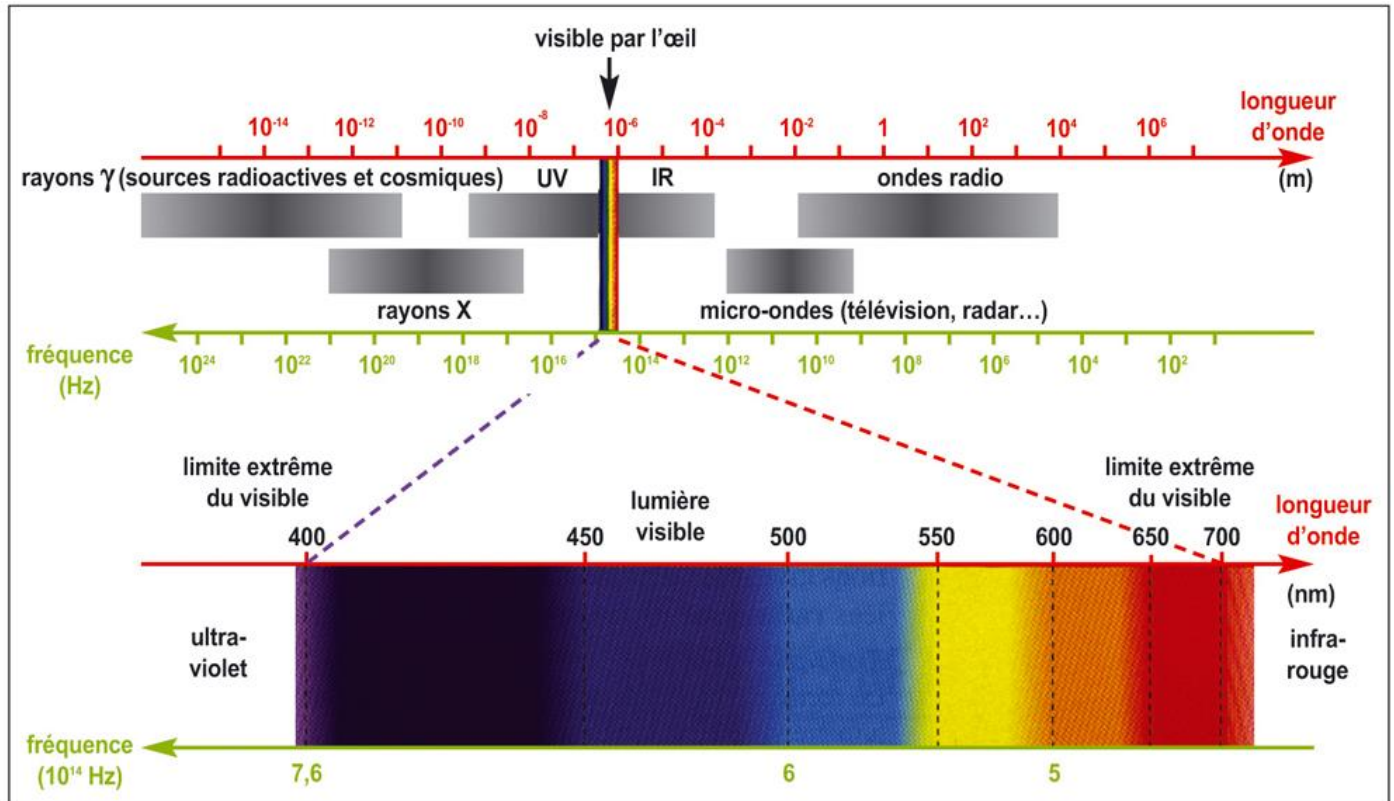 visible par l'œil
10⁻¹⁴ 10⁻¹² 10⁻¹⁰ 10⁻⁸ 10⁻⁶ 10⁻⁴ 10⁻² 1 10² 10⁴ 10⁶
longueur
d'onde
(m)
rayons γ (sources radioactives et cosmiques)
UV
IR
ondes radio
rayons X
micro-ondes (télévision, radar…)
fréquence
(Hz)
10²⁴ 10²² 10²⁰ 10¹⁸ 10¹⁶ 10¹⁴ 10¹² 10¹⁰ 10⁸ 10⁶ 10⁴ 10²
limite extrême
du visible
lumière
visible
limite extrême
du visible
longueur
d'onde
400 450 500 550 600 650 700
(nm)
ultra-
violet
infra-
rouge
fréquence
(10¹⁴ Hz)
7,6 6 5